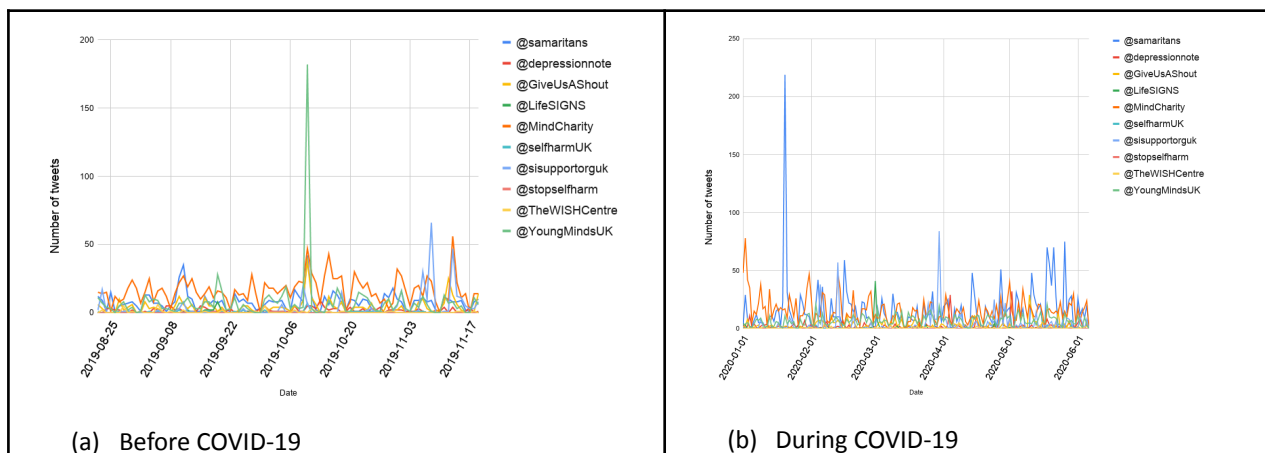 200
150
100
50
0
Number of tweets
2019-08-25
2019-09-08
2019-09-22
2019-10-06
2019-10-20
2019-11-03
2019-11-17
Date
@samaritans
@depressionnote
@GiveUsAShout
@LifeSIGNS
@MindCharity
@selfharmUK
@sisupportorguk
@stopselfharm
@TheWISHCentre
@YoungMindsUK
(a) Before COVID-19
250
200
150
100
50
0
Number of tweets
2020-01-01
2020-02-01
2020-03-01
2020-04-01
2020-05-01
2020-06-01
Date
@samaritans
@depressionnote
@GiveUsAShout
@LifeSIGNS
@MindCharity
@selfharmUK
@sisupportorguk
@stopselfharm
@TheWISHCentre
@YoungMindsUK
(b) During COVID-19